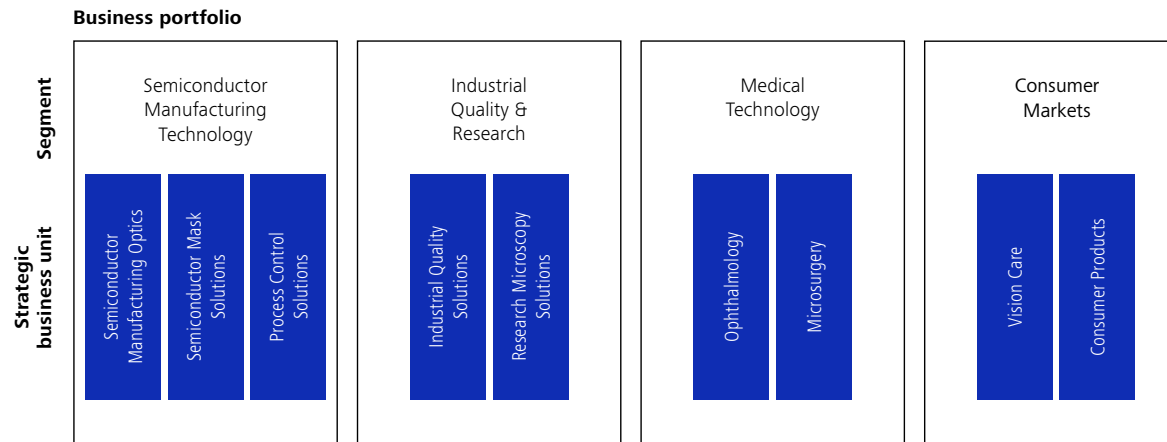 Business portfolio
Segment
Semiconductor
Manufacturing
Technology
Industrial
Quality &
Research
Medical
Technology
Consumer
Markets
Strategic
business unit
Semiconductor
Manufacturing Optics
Semiconductor Mask
Solutions
Process Control
Solutions
Industrial Quality
Solutions
Research Microscopy
Solutions
Ophthalmology
Microsurgery
Vision Care
Consumer Products